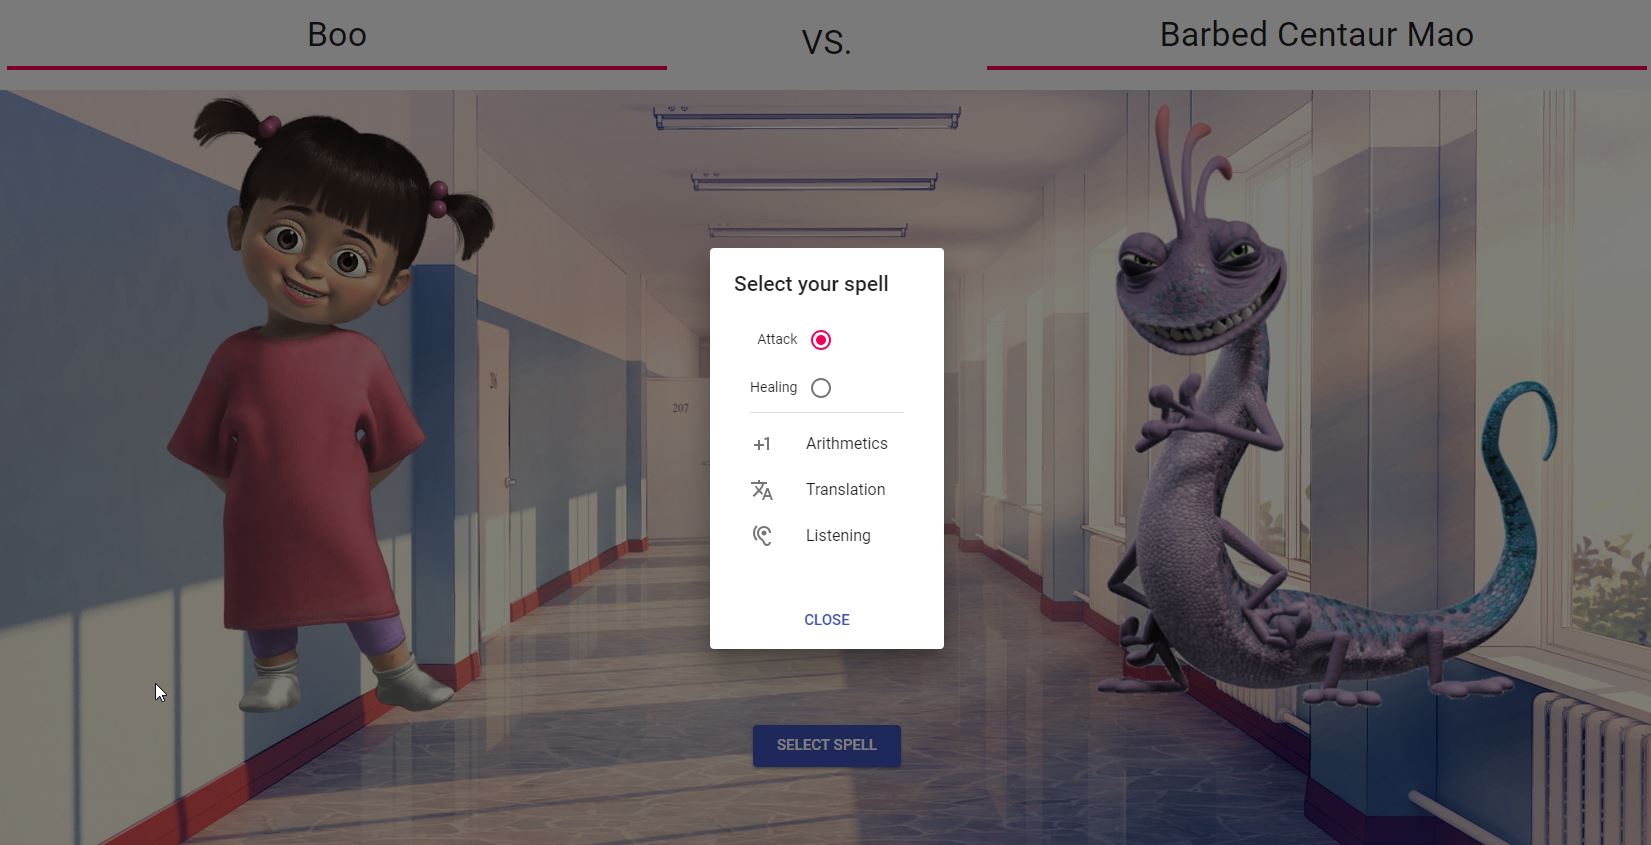 Boo
VS.
Barbed Centaur Mao
207
Select your spell
Attack
Healing
+1 Arithmetics
Translation
Listening
CLOSE
SELECT SPELL